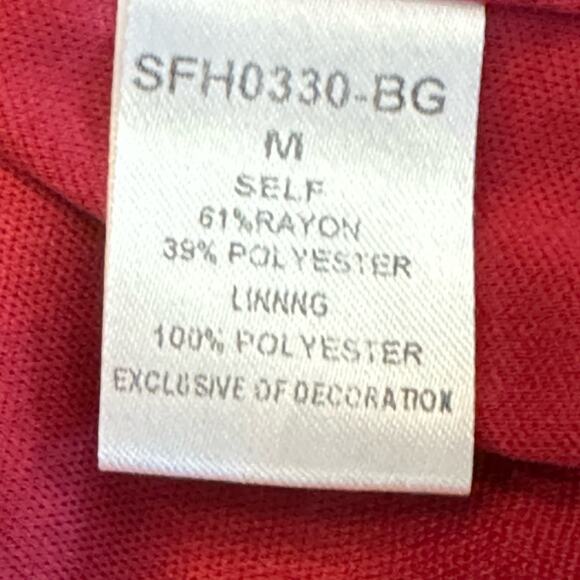 SFH0330-BG
M
SELF
61%RAYON
39% POLYESTER
LINNNG
100% POLYESTER
EXCLUSIVE OF DECORATION